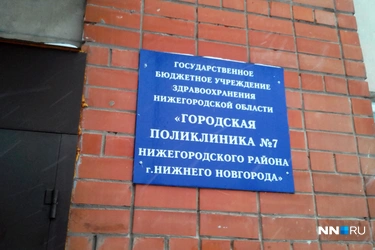 ГОСУДАРСТВЕННОЕ
БЮДЖЕТНОЕ УЧРЕЖДЕНИЕ
ЗДРАВООХРАНЕНИЯ
НИЖЕГОРОДСКОЙ ОБЛАСТИ
«ГОРОДСКАЯ
ПОЛИКЛИНИКА №7
НИЖЕГОРОДСКОГО РАЙОНА
г.НИЖНЕГО НОВГОРОДА»
NN RU